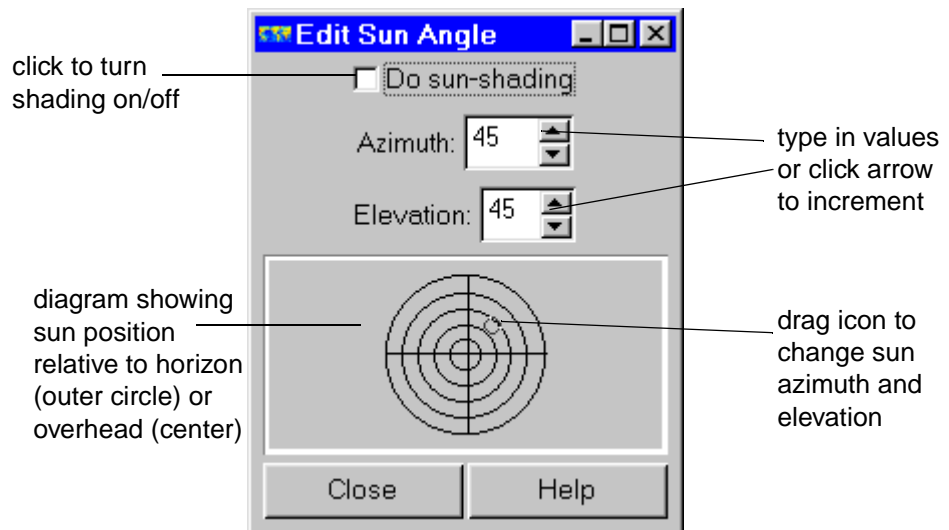 Edit Sun Angle
click to turn
shading on/off
Do sun-shading
Azimuth: 45
type in values
or click arrow
to increment
Elevation: 45
diagram showing
sun position
relative to horizon
(outer circle) or
overhead (center)
drag icon to
change sun
azimuth and
elevation
Close
Help